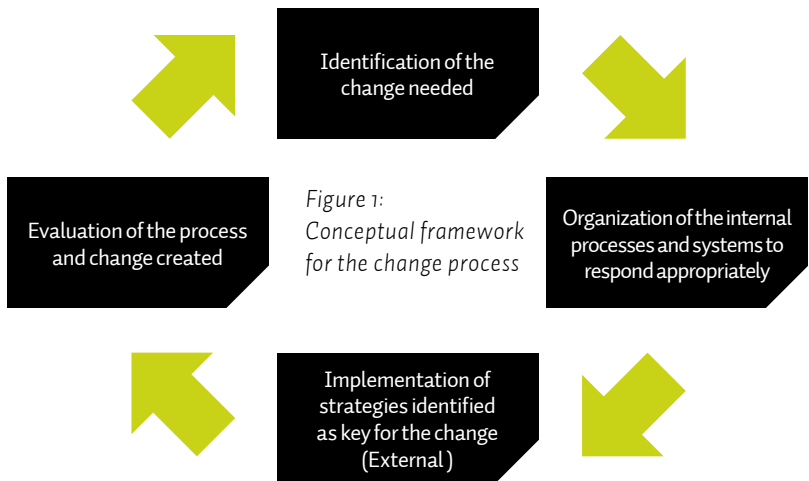 Identification of the
change needed
Evaluation of the process
and change created
Figure 1:
Conceptual framework
for the change process
Organization of the internal
processes and systems to
respond appropriately
Implementation of
strategies identified
as key for the change
(External )